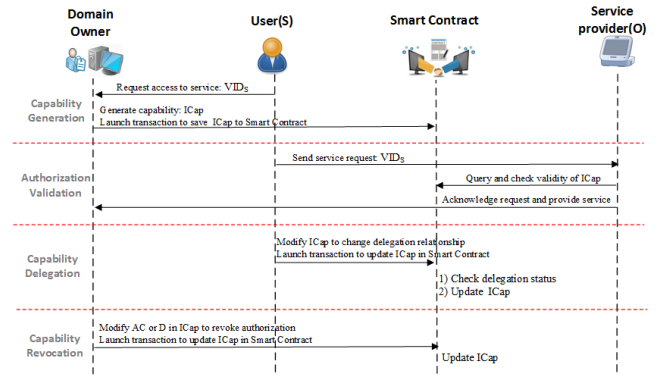 Domain
Owner
User(S)
Smart Contract
Service
provider(O)
Capability
Generation
Request access to service: VIDS
Generate capability: ICap
Launch transaction to save ICap to Smart Contract
Authorization
Validation
Send service request: VIDS
Query and check validity of ICap
Acknowledge request and provide service
Capability
Delegation
Modify ICap to change delegation relationship
Launch transaction to update ICap in Smart Contract
1) Check delegation status
2) Update ICap
Capability
Revocation
Modify AC or D in ICap to revoke authorization
Launch transaction to update ICap in Smart Contract
Update ICap